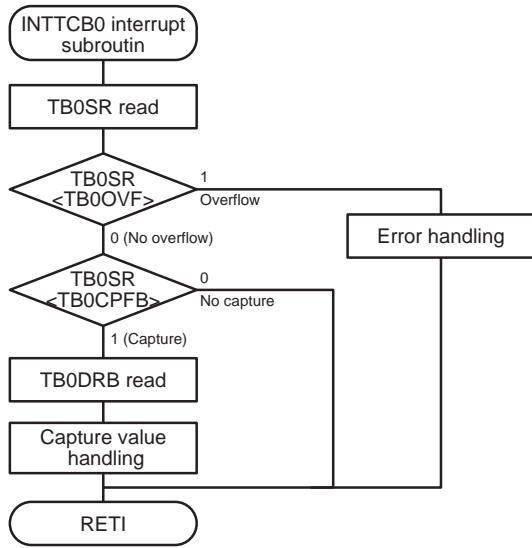 INTTCB0 interrupt
subroutin
TB0SR read
TB0SR
<TB0OVF>
1
Overflow
0 (No overflow)
Error handling
TB0SR
<TB0CPFB>
0
No capture
1 (Capture)
TB0DRB read
Capture value
handling
RETI